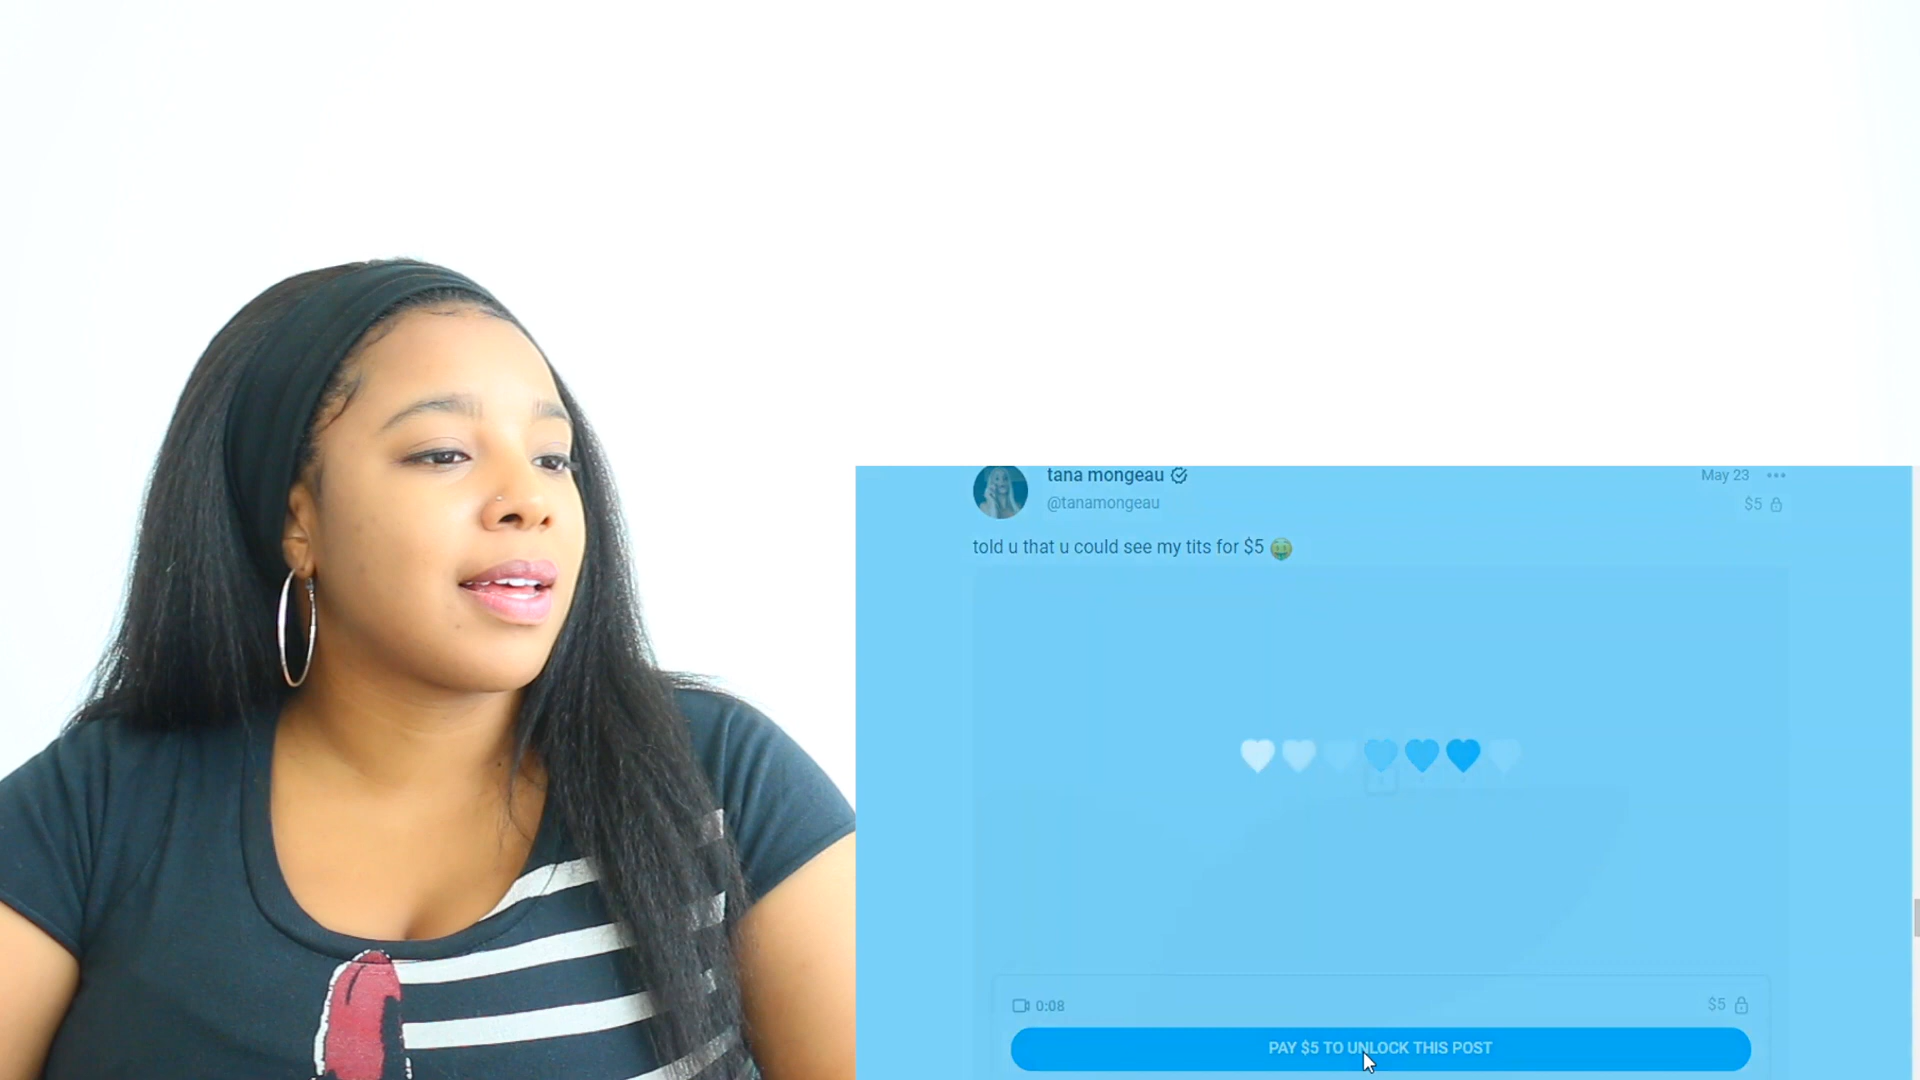 tana mongeau
May 23
@tanamongeau
$5
told u that u could see my tits for $5 🤑
0:08
$5
PAY $5 TO UNLOCK THIS POST